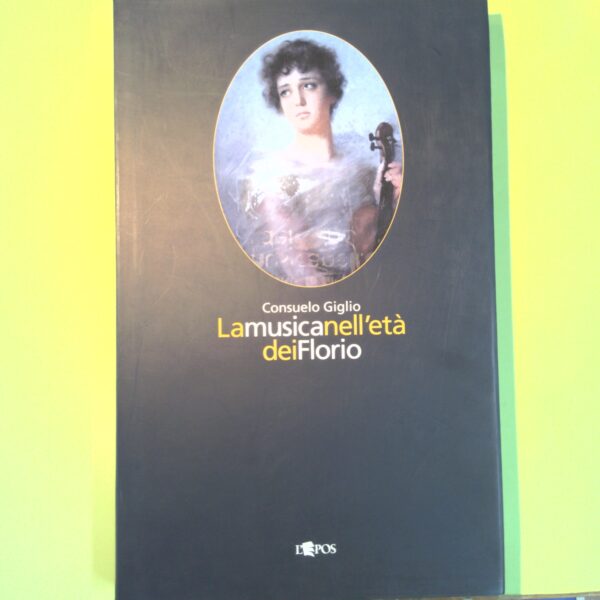 Consuelo Giglio
Lamusicanell'età
deiFlorio
L'EPOS